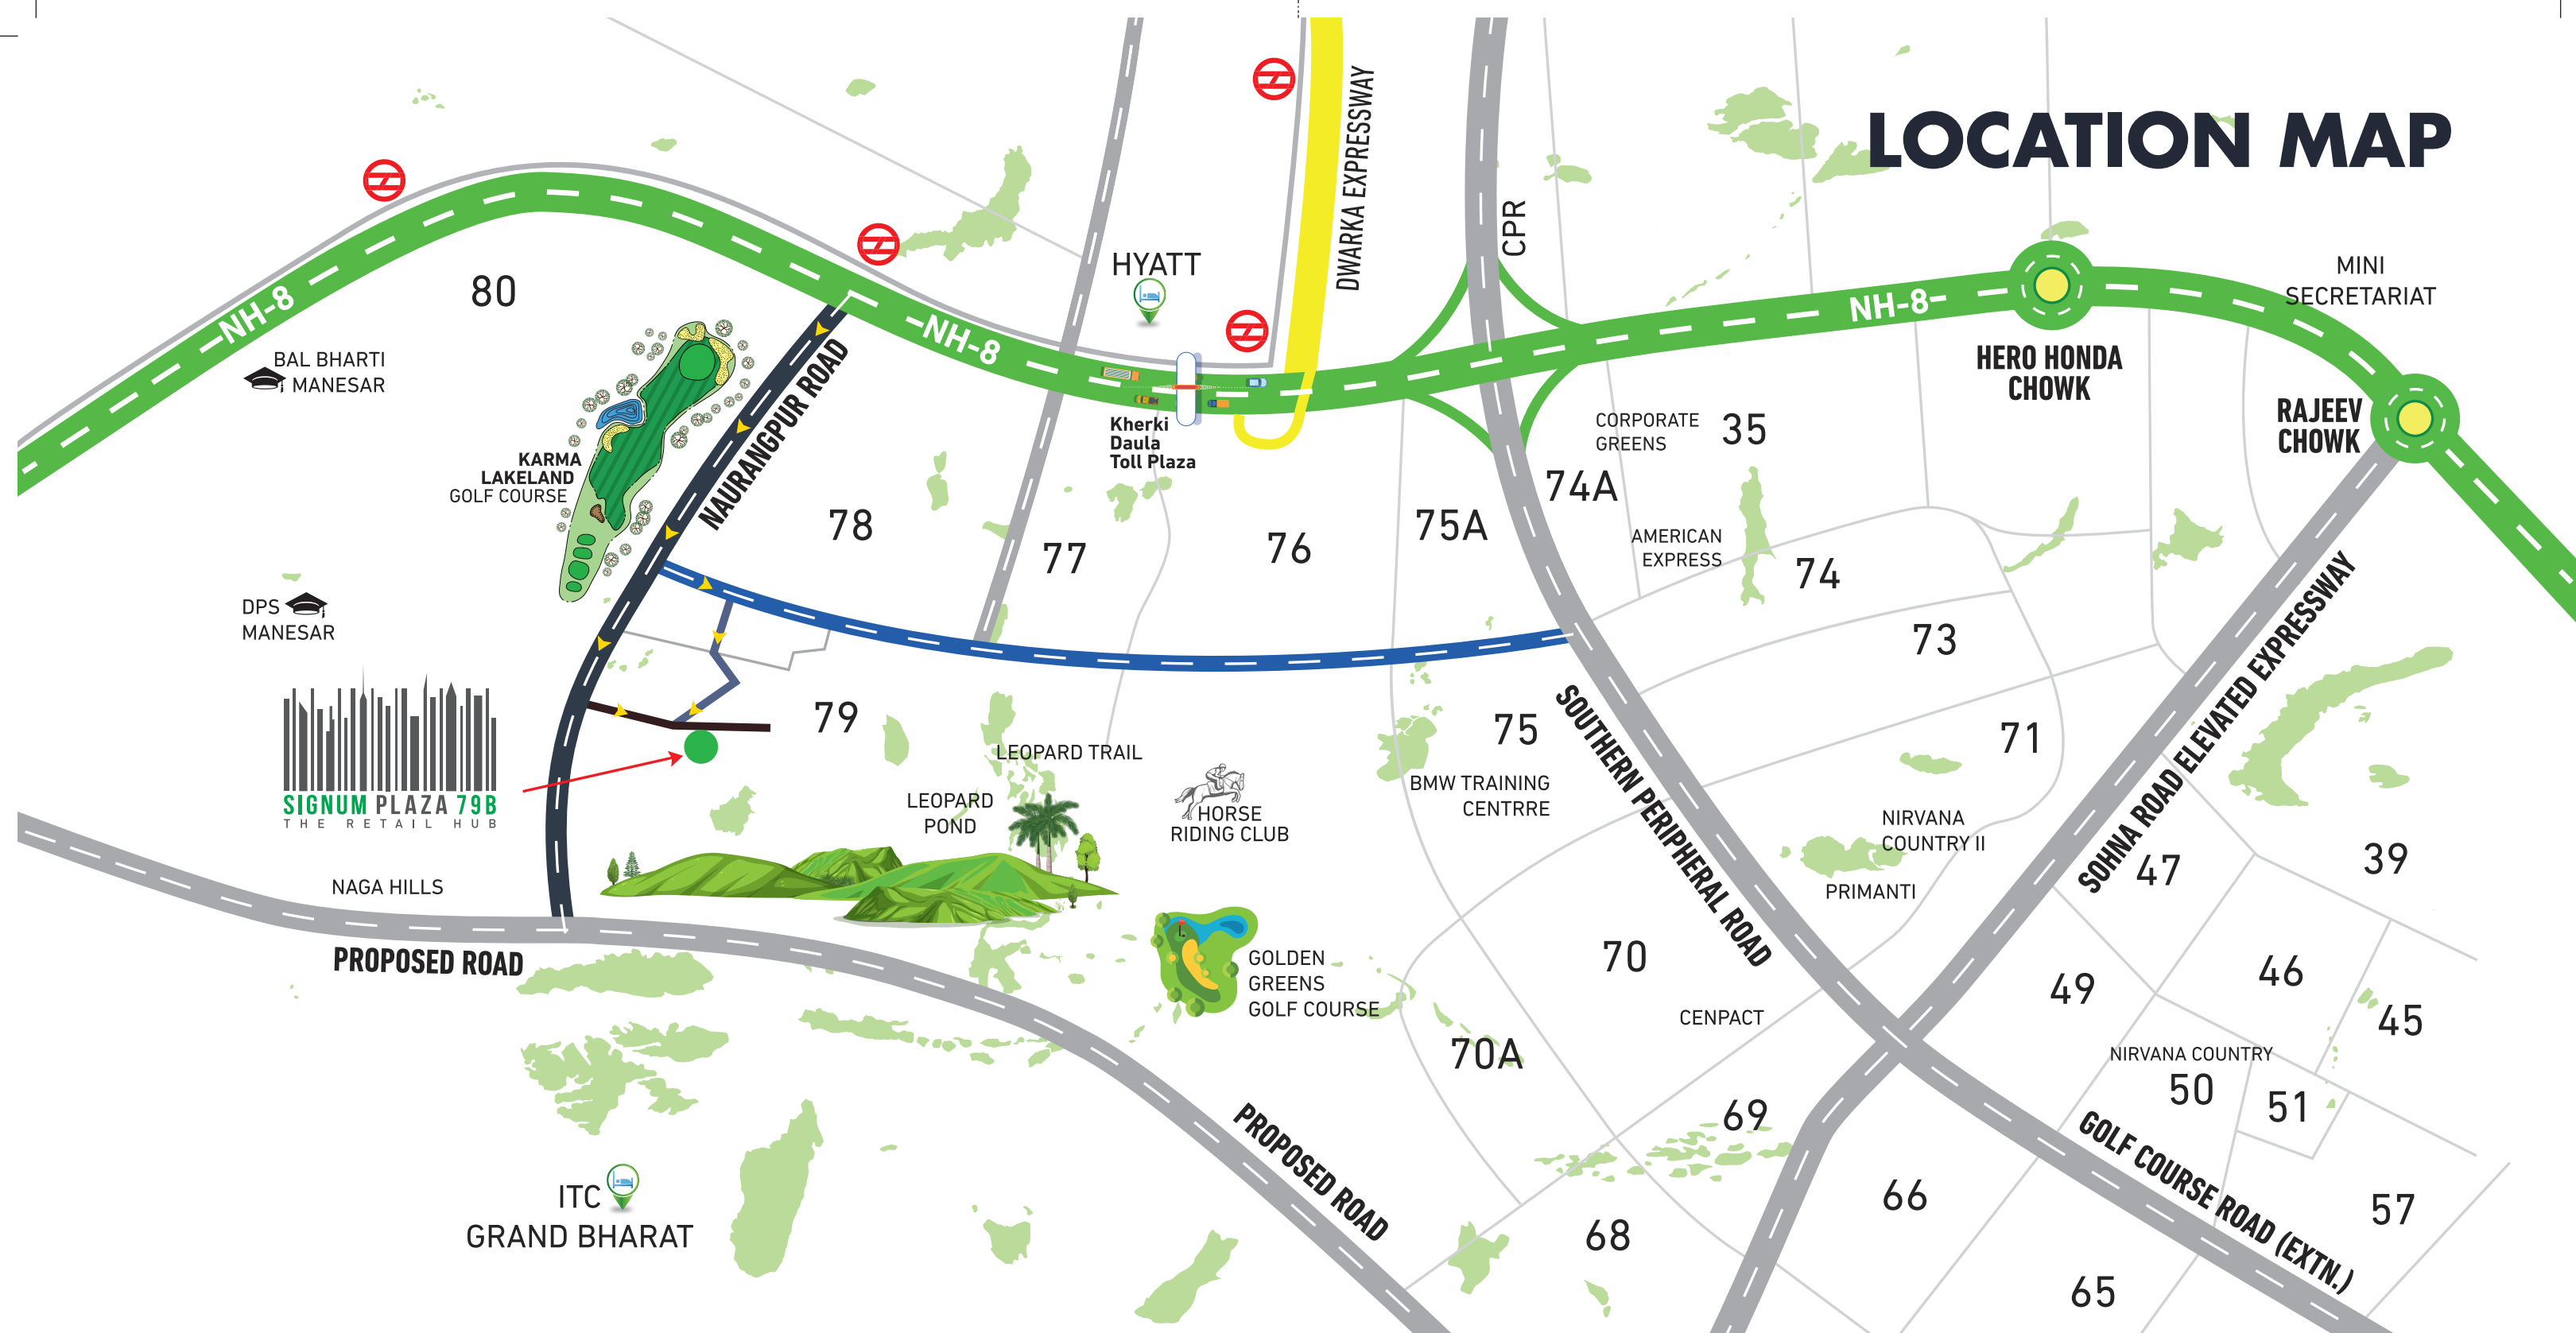 LOCATION MAP
DWARKA EXPRESSWAY
CPR
HYATT
MINI
SECRETARIAT
80
NH-8
NH-8
NH-8
BAL BHARTI
MANESAR
HERO HONDA
CHOWK
RAJEEV
CHOWK
NAURANGPUR ROAD
Kherki
Daula
Toll Plaza
CORPORATE
GREENS
35
KARMA
LAKELAND
GOLF COURSE
74A
78
77
76
75A
AMERICAN
EXPRESS
74
DPS
MANESAR
73
SOHNA ROAD ELEVATED EXPRESSWAY
79
75
71
SOUTHERN PERIPHERAL ROAD
LEOPARD TRAIL
BMW TRAINING
CENTRRE
SIGNUM PLAZA 79B
THE RETAIL HUB
LEOPARD
POND
HORSE
RIDING CLUB
NIRVANA
COUNTRY II
PRIMANTI
47
39
NAGA HILLS
PROPOSED ROAD
GOLDEN
GREENS
GOLF COURSE
70
49
46
45
CENPACT
70A
NIRVANA COUNTRY
50
51
69
PROPOSED ROAD
GOLF COURSE ROAD (EXTN.)
ITC
GRAND BHARAT
66
57
68
65